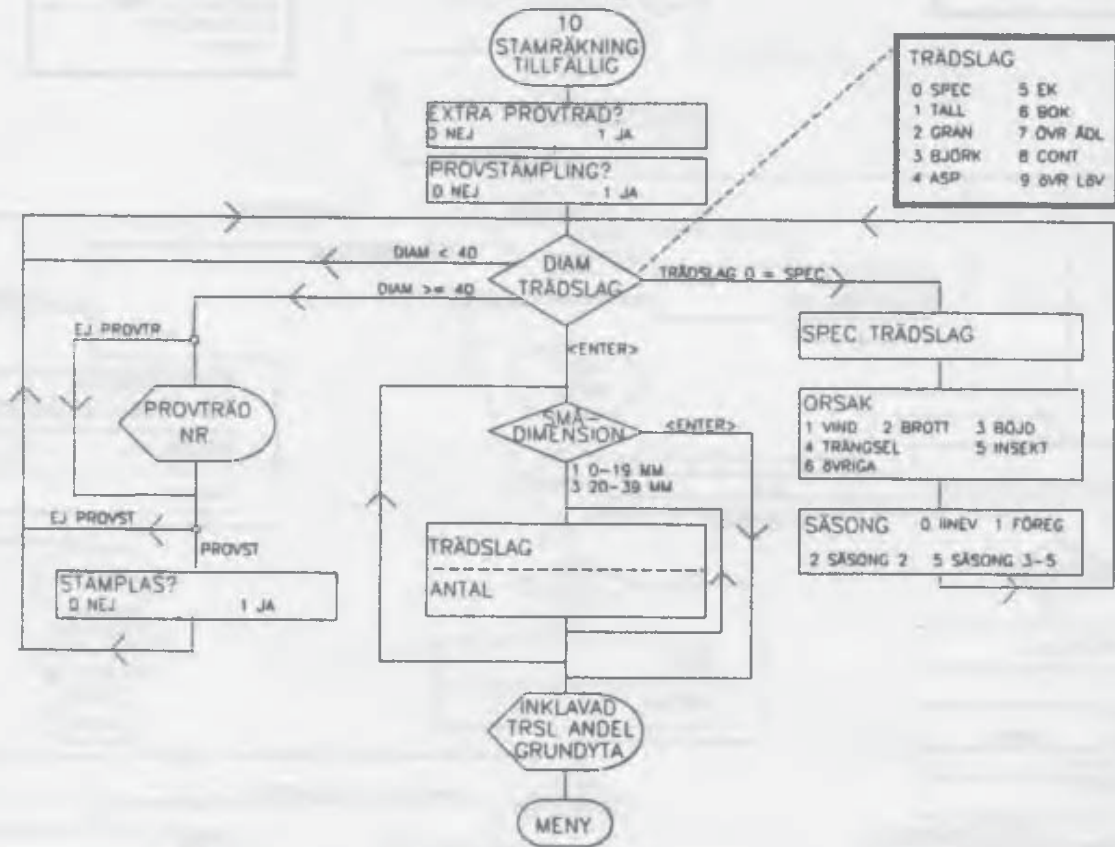 10
STAMRÄKNING
TILLFÄLLIG
EXTRA PROVTRAD?
0 NEJ 1 JA
PROVSTÄMPLING?
0 NEJ 1 JA
TRÄDSLAG
0 SPEC 5 EK
1 TALL 6 BOK
2 GRAN 7 ÖVR ÄDL
3 BJÖRK 8 CONT
4 ASP 9 ÖVR LÖV
DIAM < 40
DIAM
TRÄDSLAG
TRÄDSLAG 0 = SPEC
DIAM >= 40
EJ PROVTR
<ENTER>
SPEC TRÄDSLAG
PROVTRÄD
NR
SMÅ-
DIMENSION
<ENTER>
1 0-19 MM
3 20-39 MM
ORSAK
1 VIND 2 BROTT 3 BÖJD
4 TRÄNGSEL 5 INSEKT
6 ÖVRIGA
EJ PROVST
PROVST
TRÄDSLAG
ANTAL
SÄSONG 0 INNEV 1 FÖREG
2 SÄSONG 2 5 SÄSONG 3-5
STÄMPLAS?
0 NEJ 1 JA
INKLAVAD
TRSL ANDEL
GRUNDYTA
MENY